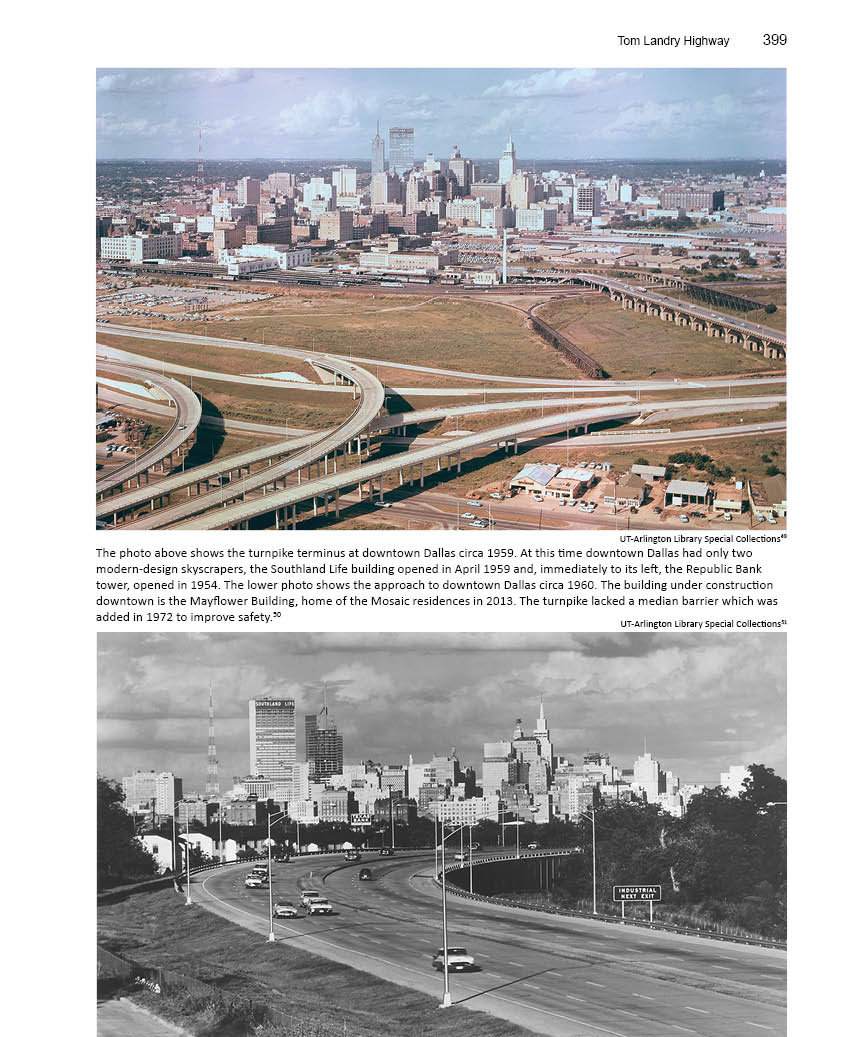 Tom Landry Highway 399
UT-Arlington Library Special Collections⁴⁹
The photo above shows the turnpike terminus at downtown Dallas circa 1959. At this time downtown Dallas had only two
modern-design skyscrapers, the Southland Life building opened in April 1959 and, immediately to its left, the Republic Bank
tower, opened in 1954. The lower photo shows the approach to downtown Dallas circa 1960. The building under construction
downtown is the Mayflower Building, home of the Mosaic residences in 2013. The turnpike lacked a median barrier which was
added in 1972 to improve safety.⁵⁰
UT-Arlington Library Special Collections⁵¹
SOUTHLAND LIFE
INDUSTRIAL
NEXT EXIT